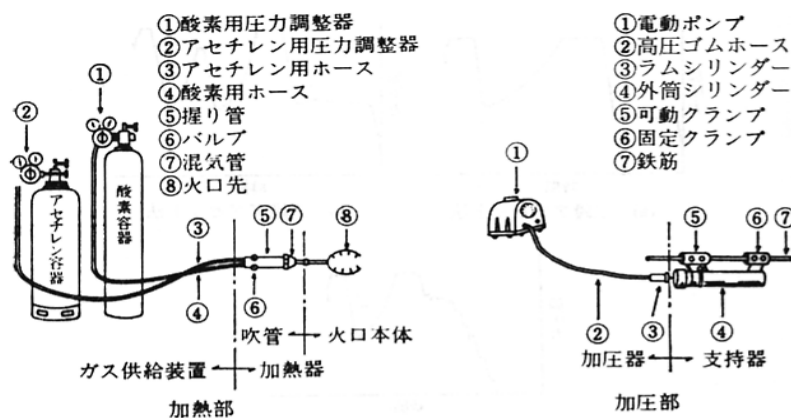 ①酸素用圧力調整器
②アセチレン用圧力調整器
③アセチレン用ホース
④酸素用ホース
⑤握り管
⑥バルブ
⑦混気管
⑧火口先
①
②
酸素容器
アセチレン容器
③
⑤
⑦
⑧
④
⑥
吹管
火口本体
ガス供給装置
加熱器
加熱部
①電動ポンプ
②高圧ゴムホース
③ラムシリンダー
④外筒シリンダー
⑤可動クランプ
⑥固定クランプ
⑦鉄筋
①
⑤
⑥
⑦
②
③
④
加圧器
支持器
加圧部